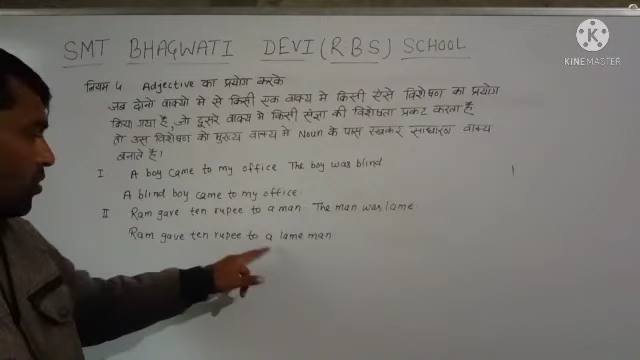 SMT BHAGWATI DEVI (RBS) SCHOOL
नियम 4 Adjective का प्रयोग करके
जब दोनो वाक्यो मे से किसी एक वाक्य मे किसी ऐसे विशेषण का प्रयोग
किया गया है, जो दूसरे वाक्य मे किसी संज्ञा की विशेषता प्रकट करता है
तो उस विशेषण को मुख्य वाक्य मे Noun के पास रखकर साधारण वाक्य
बनाते है।
I A boy came to my office The boy was blind
A blind boy came to my office.
II Ram gave ten rupee to a man. The man was lame.
Ram gave ten rupee to a lame man
K
KINEMASTER